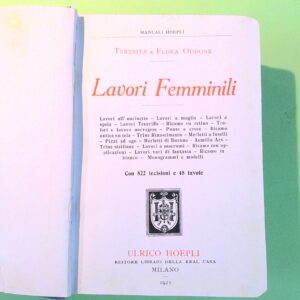 MANUALI HOEPLI
TERESITA E FLORA ODDONE
Lavori Femminili
Lavori all'uncinetto — Lavori a maglia — Lavori a
spola — Lavori Teneriffa — Ricamo su retino — Tra-
fori e lavoro norvegese — Punto a croce — Ricamo
antico su tela — Trine Rinascimento — Merletti a fuselli
— Pizzi ad ago — Merletti di Burano — Aemilia Ars —
Trine siciliane — Lavori a macramè — Ricamo con ap-
plicazioni — Lavori vari di fantasia — Ricamo in
bianco — Monogrammi e modelli
Con 822 incisioni e 48 tavole
ULRICO HOEPLI
EDITORE LIBRAIO DELLA REAL CASA
MILANO